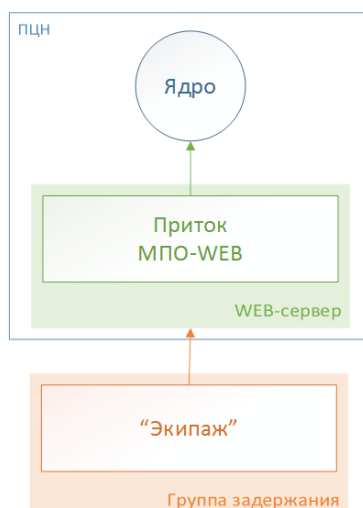 ПЦН
Ядро
Приток
МПО-WEB
WEB-сервер
“Экипаж”
Группа задержания